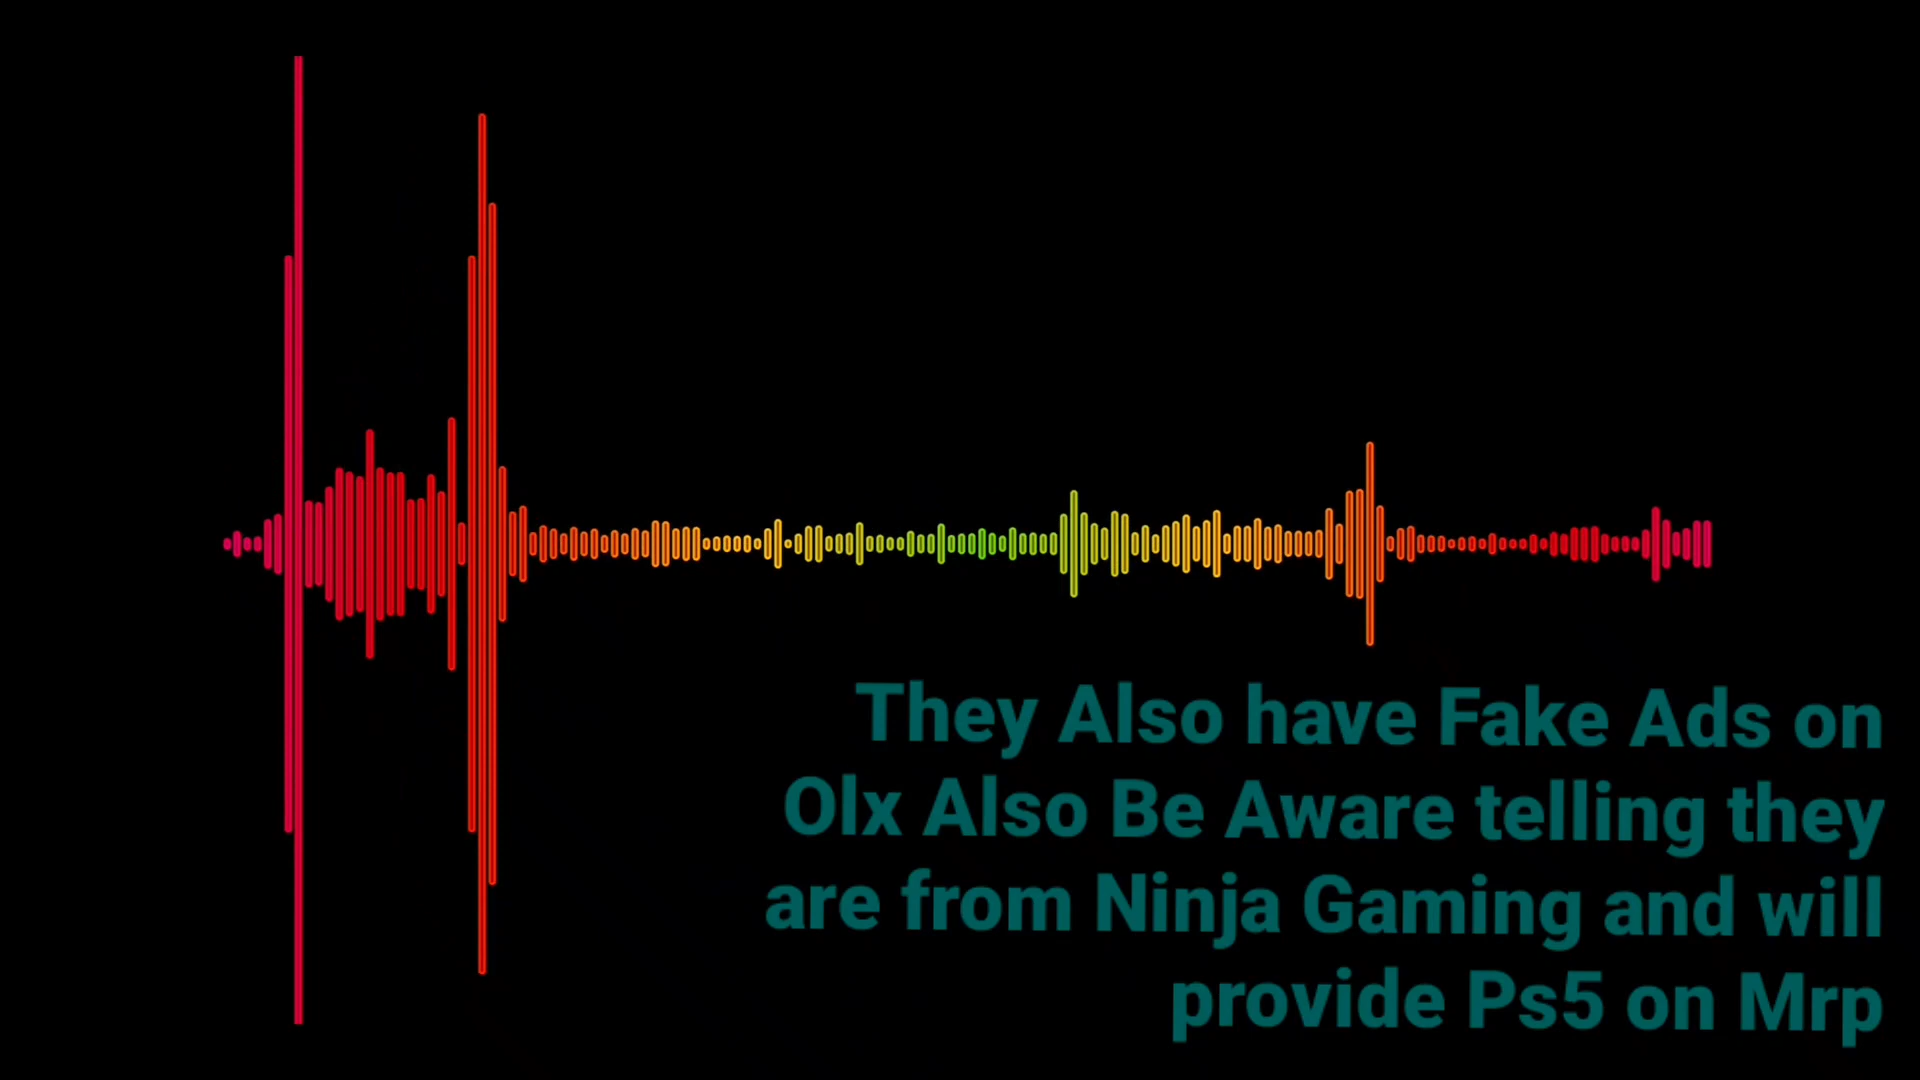 They Also have Fake Ads on
Olx Also Be Aware telling they
are from Ninja Gaming and will
provide Ps5 on Mrp